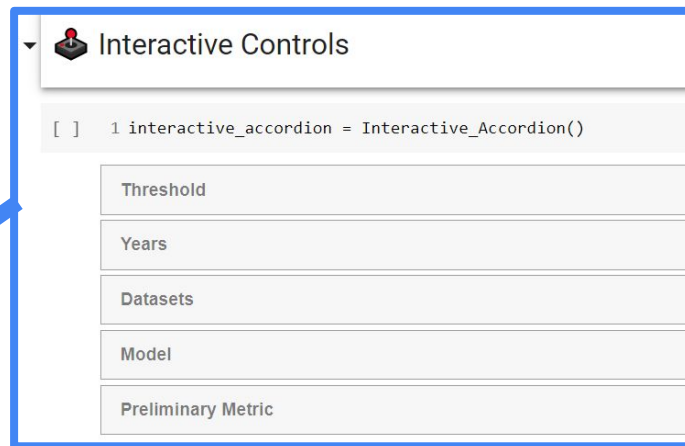 Interactive Controls
[ ] 1 interactive_accordion = Interactive_Accordion()
Threshold
Years
Datasets
Model
Preliminary Metric